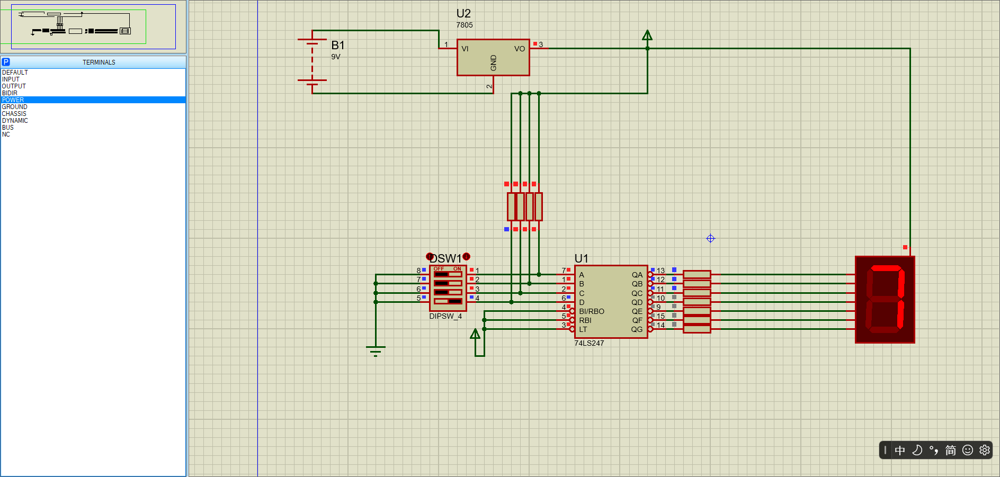 P TERMINALS
DEFAULT
INPUT
OUTPUT
BIDIR
POWER
GROUND
CHASSIS
DYNAMIC
BUS
NC
U2
7805
B1
9V
1 VI VO 3
GND
2
DSW1
OFF ON
8 1
7 2
6 3
5 4
DIPSW_4
U1
7 A QA 13
1 B QB 12
2 C QC 11
6 D QD 10
4 BI/RBO QE 9
5 RBI QF 15
3 LT QG 14
74LS247
中 °, 简